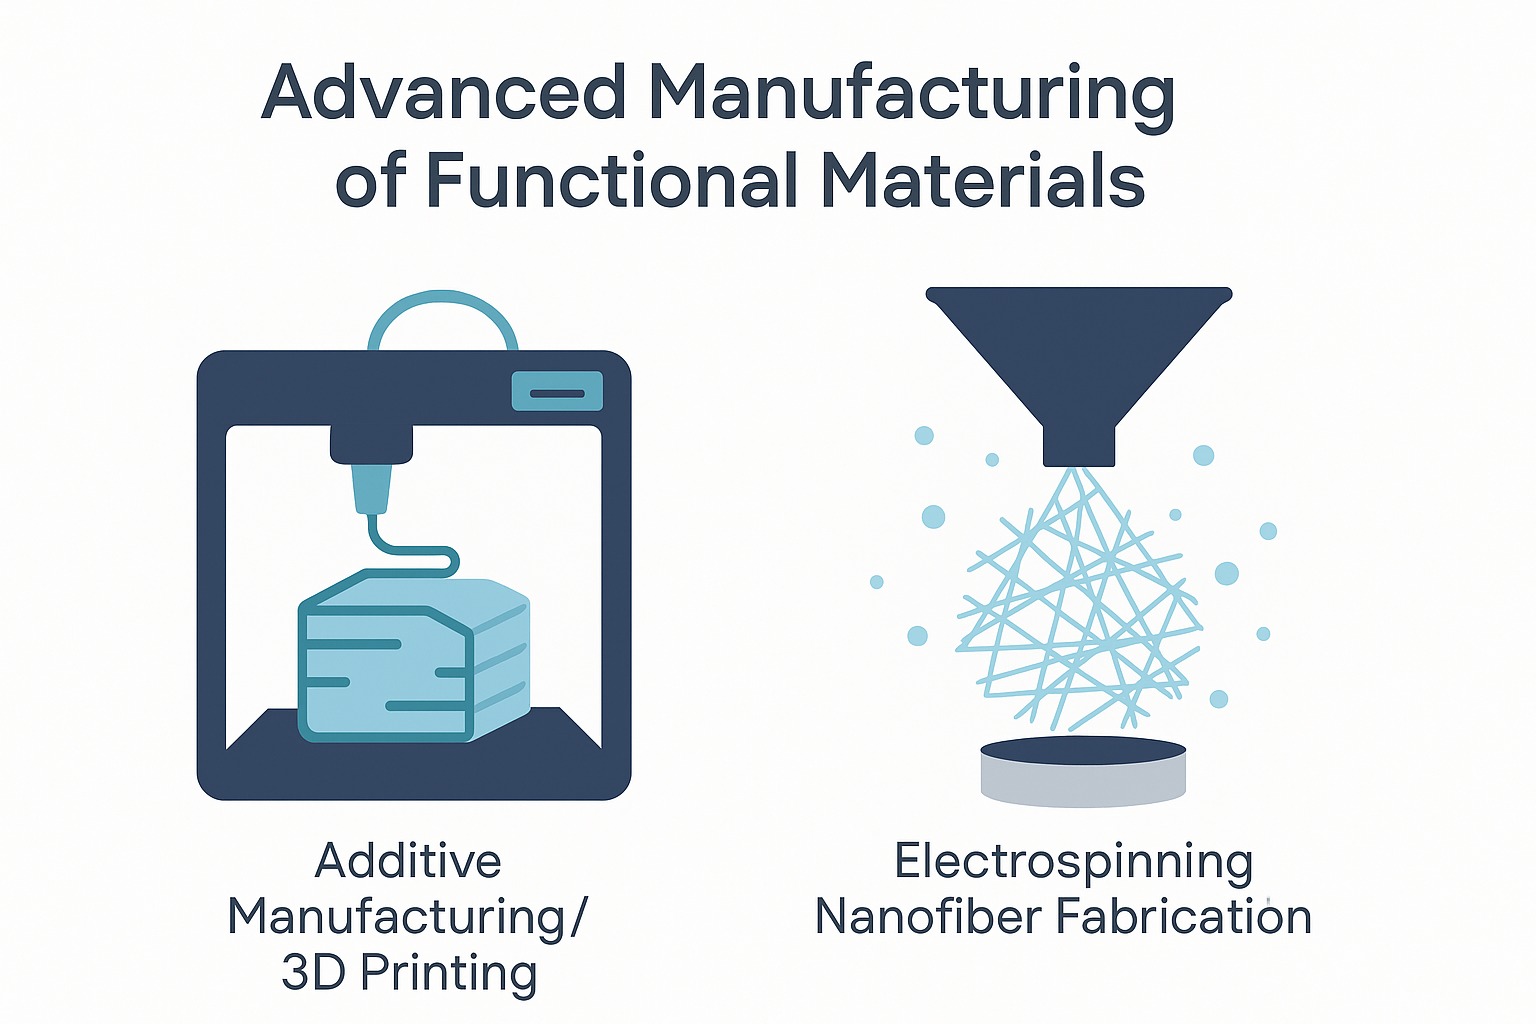 Advanced Manufacturing
of Functional Materials
Additive
Manufacturing/
3D Printing
Electrospinning
Nanofiber Fabrication